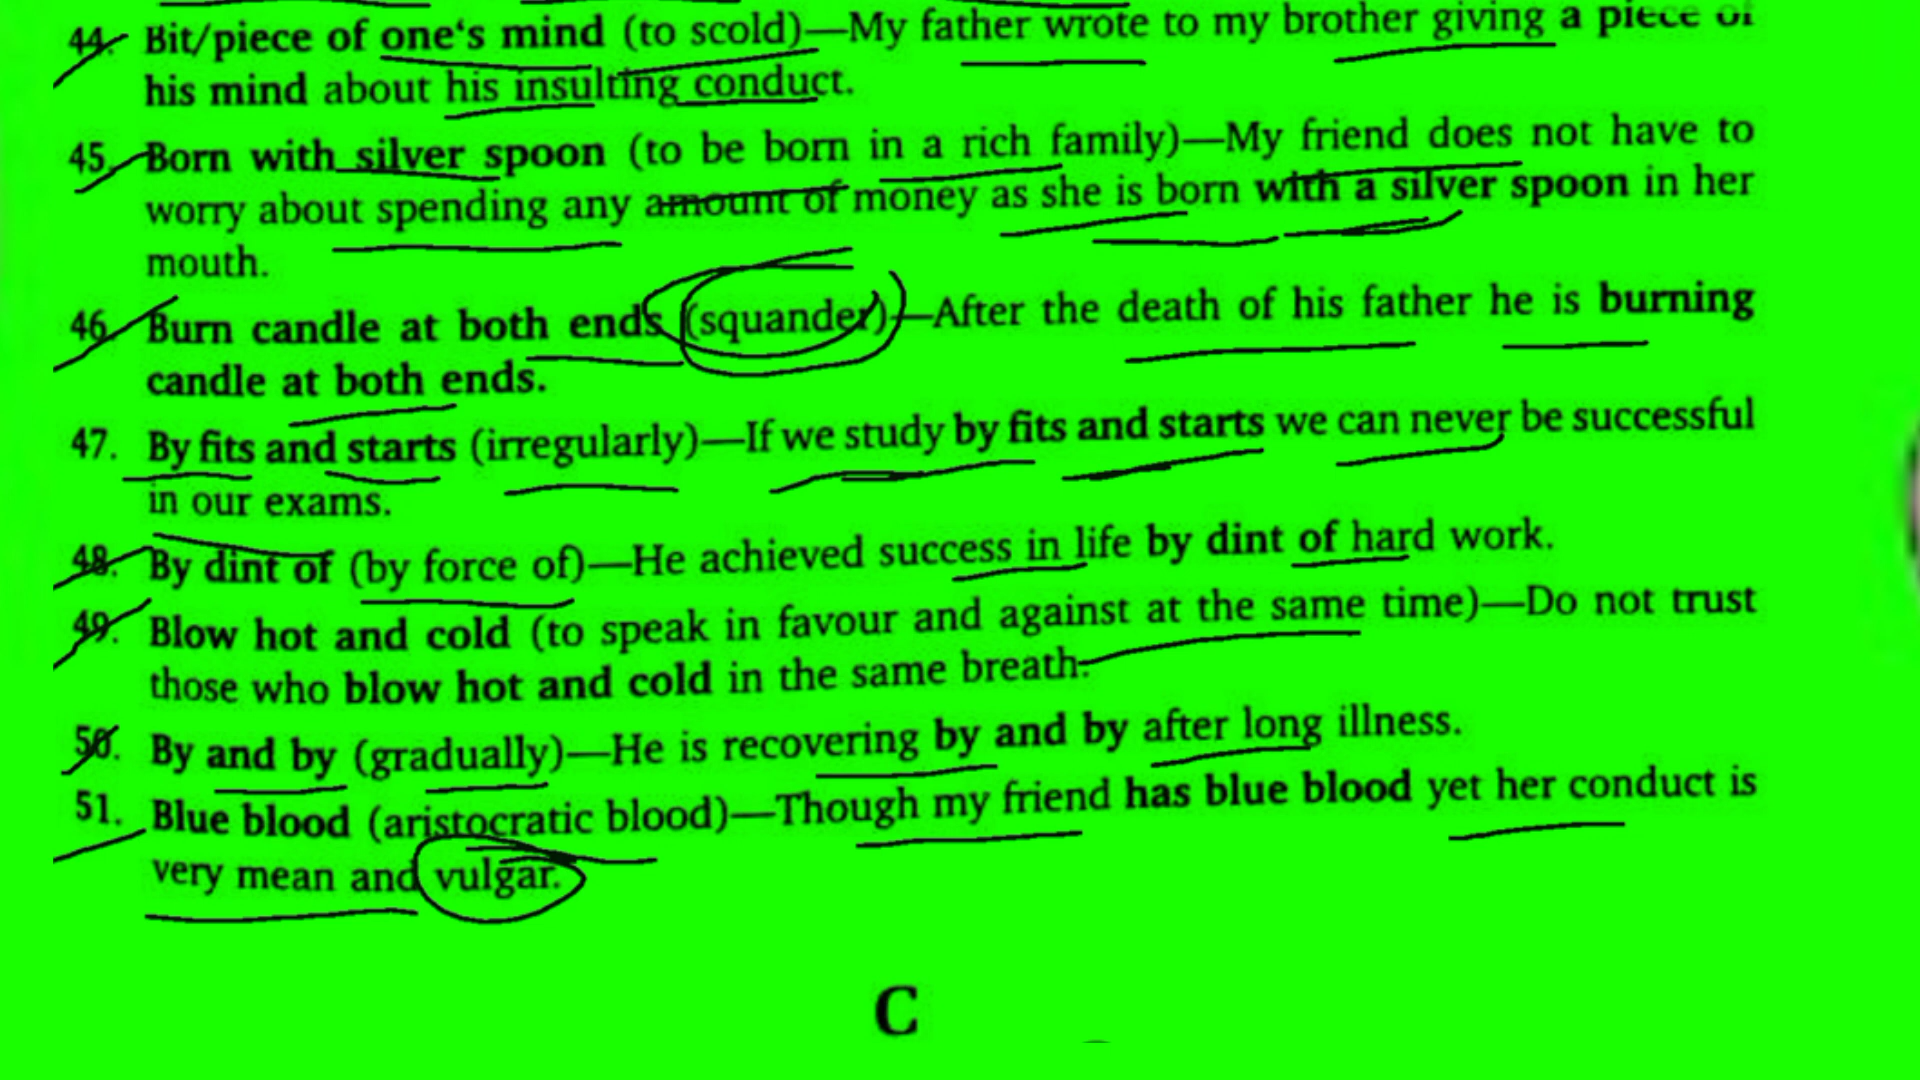 44. Bit/piece of one‘s mind (to scold)—My father wrote to my brother giving a piece of
his mind about his insulting conduct.
45. Born with silver spoon (to be born in a rich family)—My friend does not have to
worry about spending any amount of money as she is born with a silver spoon in her
mouth.
46. Burn candle at both ends (squander)—After the death of his father he is burning
candle at both ends.
47. By fits and starts (irregularly)—If we study by fits and starts we can never be successful
in our exams.
48. By dint of (by force of)—He achieved success in life by dint of hard work.
49. Blow hot and cold (to speak in favour and against at the same time)—Do not trust
those who blow hot and cold in the same breath.
50. By and by (gradually)—He is recovering by and by after long illness.
51. Blue blood (aristocratic blood)—Though my friend has blue blood yet her conduct is
very mean and vulgar.
C